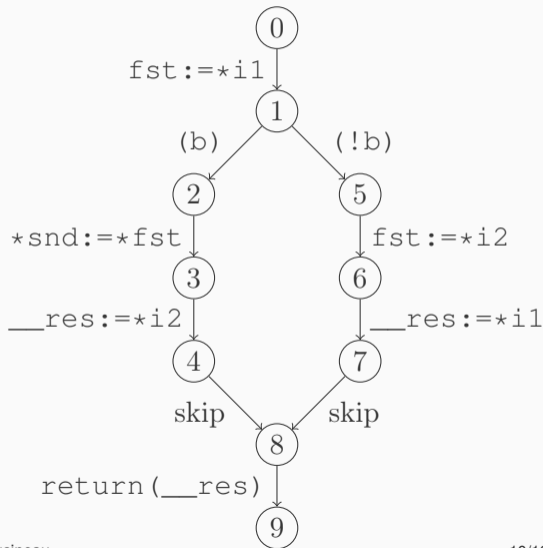 0
fst:=*i1
1
(b) (!b)
2 5
*snd:=*fst fst:=*i2
3 6
__res:=*i2 __res:=*i1
4 7
skip skip
8
return(__res)
9